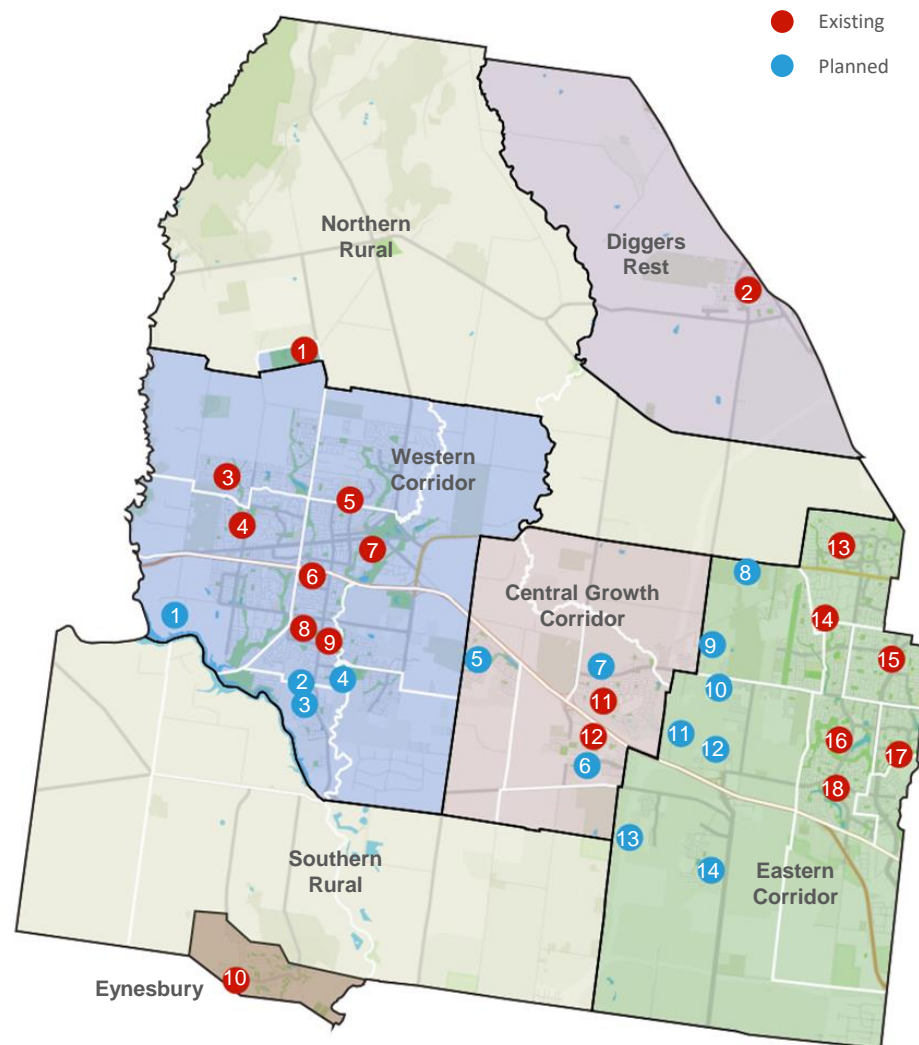 Existing
Planned
Northern
Rural
Diggers
Rest
2
1
Western
Corridor
3
5
4
7
13
6
8
Central Growth
Corridor
1
14
8
9
9
15
5
7
2
4
10
3
11
11
12
16
12
17
6
18
13
Southern
Rural
14
Eastern
Corridor
10
Eynesbury